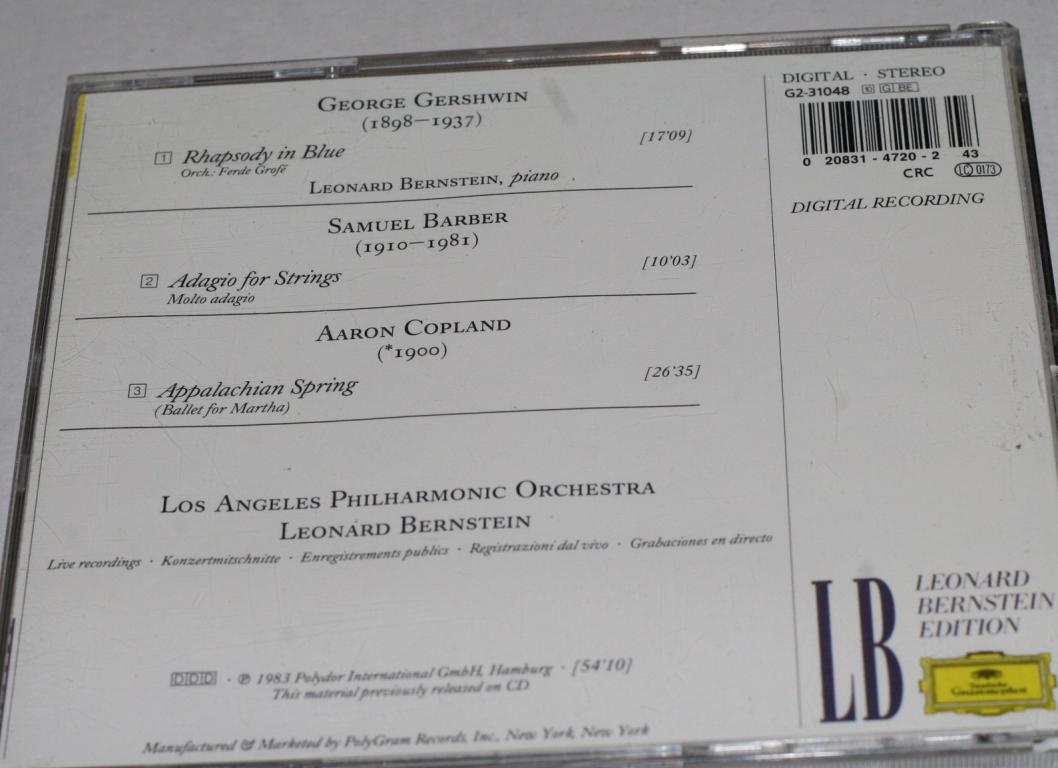 GEORGE GERSHWIN
(1898–1937)
1 Rhapsody in Blue [17'09]
Orch.: Ferde Grofé
LEONARD BERNSTEIN, piano
SAMUEL BARBER
(1910–1981)
2 Adagio for Strings [10'03]
Molto adagio
AARON COPLAND
(*1900)
3 Appalachian Spring [26'35]
(Ballet for Martha)
LOS ANGELES PHILHARMONIC ORCHESTRA
LEONARD BERNSTEIN
Live recordings · Konzertmitschnitte · Enregistrements publics · Registrazioni dal vivo · Grabaciones en directo
DDD · ℗ 1983 Polydor International GmbH, Hamburg · [54'10]
This material previously released on CD
Manufactured & Marketed by PolyGram Records, Inc., New York, New York
DIGITAL · STEREO
G2-31048 10 GI BE
0 20831-4720-2 43
CRC LC 0173
DIGITAL RECORDING
LB
LEONARD
BERNSTEIN
EDITION
Deutsche
Grammophon